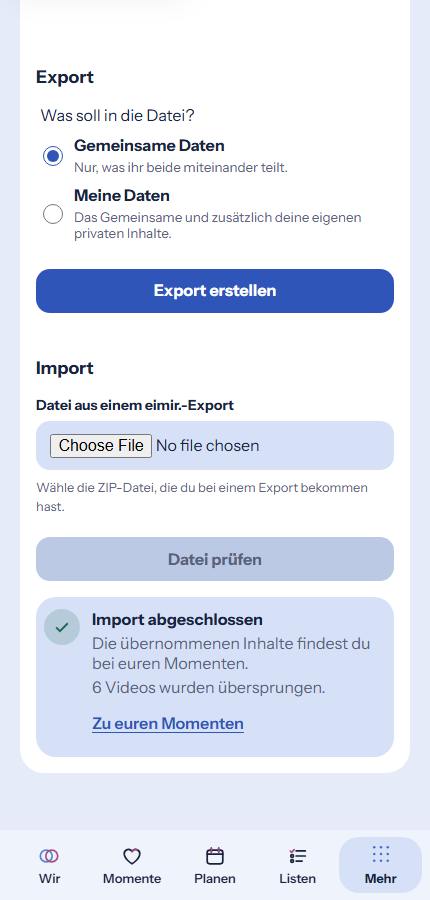 Export
Was soll in die Datei?
Gemeinsame Daten
Nur, was ihr beide miteinander teilt.
Meine Daten
Das Gemeinsame und zusätzlich deine eigenen
privaten Inhalte.
Export erstellen
Import
Datei aus einem eimir.-Export
Choose File No file chosen
Wähle die ZIP-Datei, die du bei einem Export bekommen
hast.
Datei prüfen
Import abgeschlossen
Die übernommenen Inhalte findest du
bei euren Momenten.
6 Videos wurden übersprungen.
Zu euren Momenten
Wir Momente Planen Listen Mehr